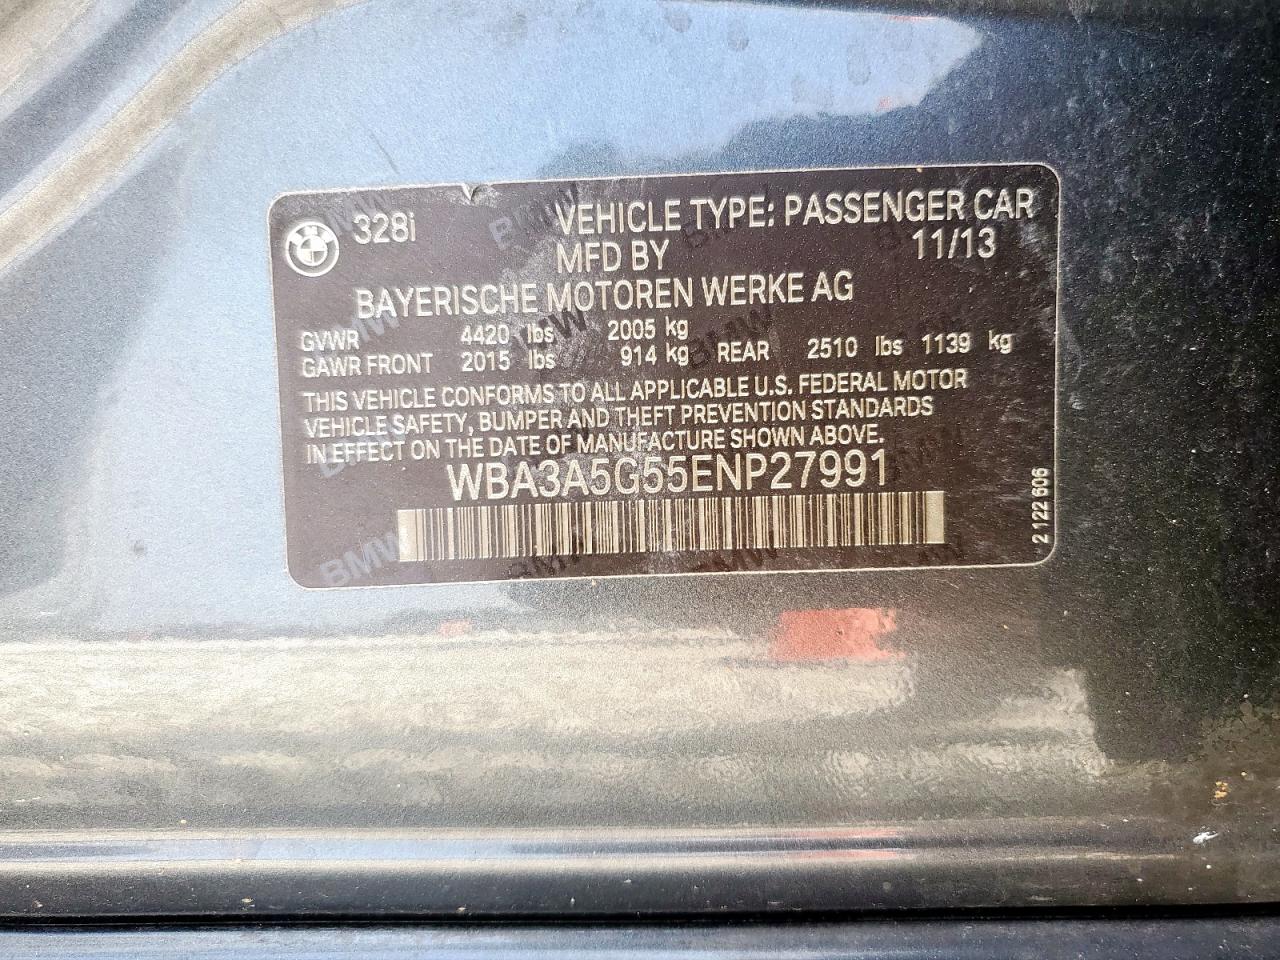 328i VEHICLE TYPE: PASSENGER CAR
MFD BY 11/13
BAYERISCHE MOTOREN WERKE AG
GVWR 4420 lbs 2005 kg
GAWR FRONT 2015 lbs 914 kg REAR 2510 lbs 1139 kg
THIS VEHICLE CONFORMS TO ALL APPLICABLE U.S. FEDERAL MOTOR
VEHICLE SAFETY, BUMPER AND THEFT PREVENTION STANDARDS
IN EFFECT ON THE DATE OF MANUFACTURE SHOWN ABOVE.
WBA3A5G55ENP27991
2 122 606